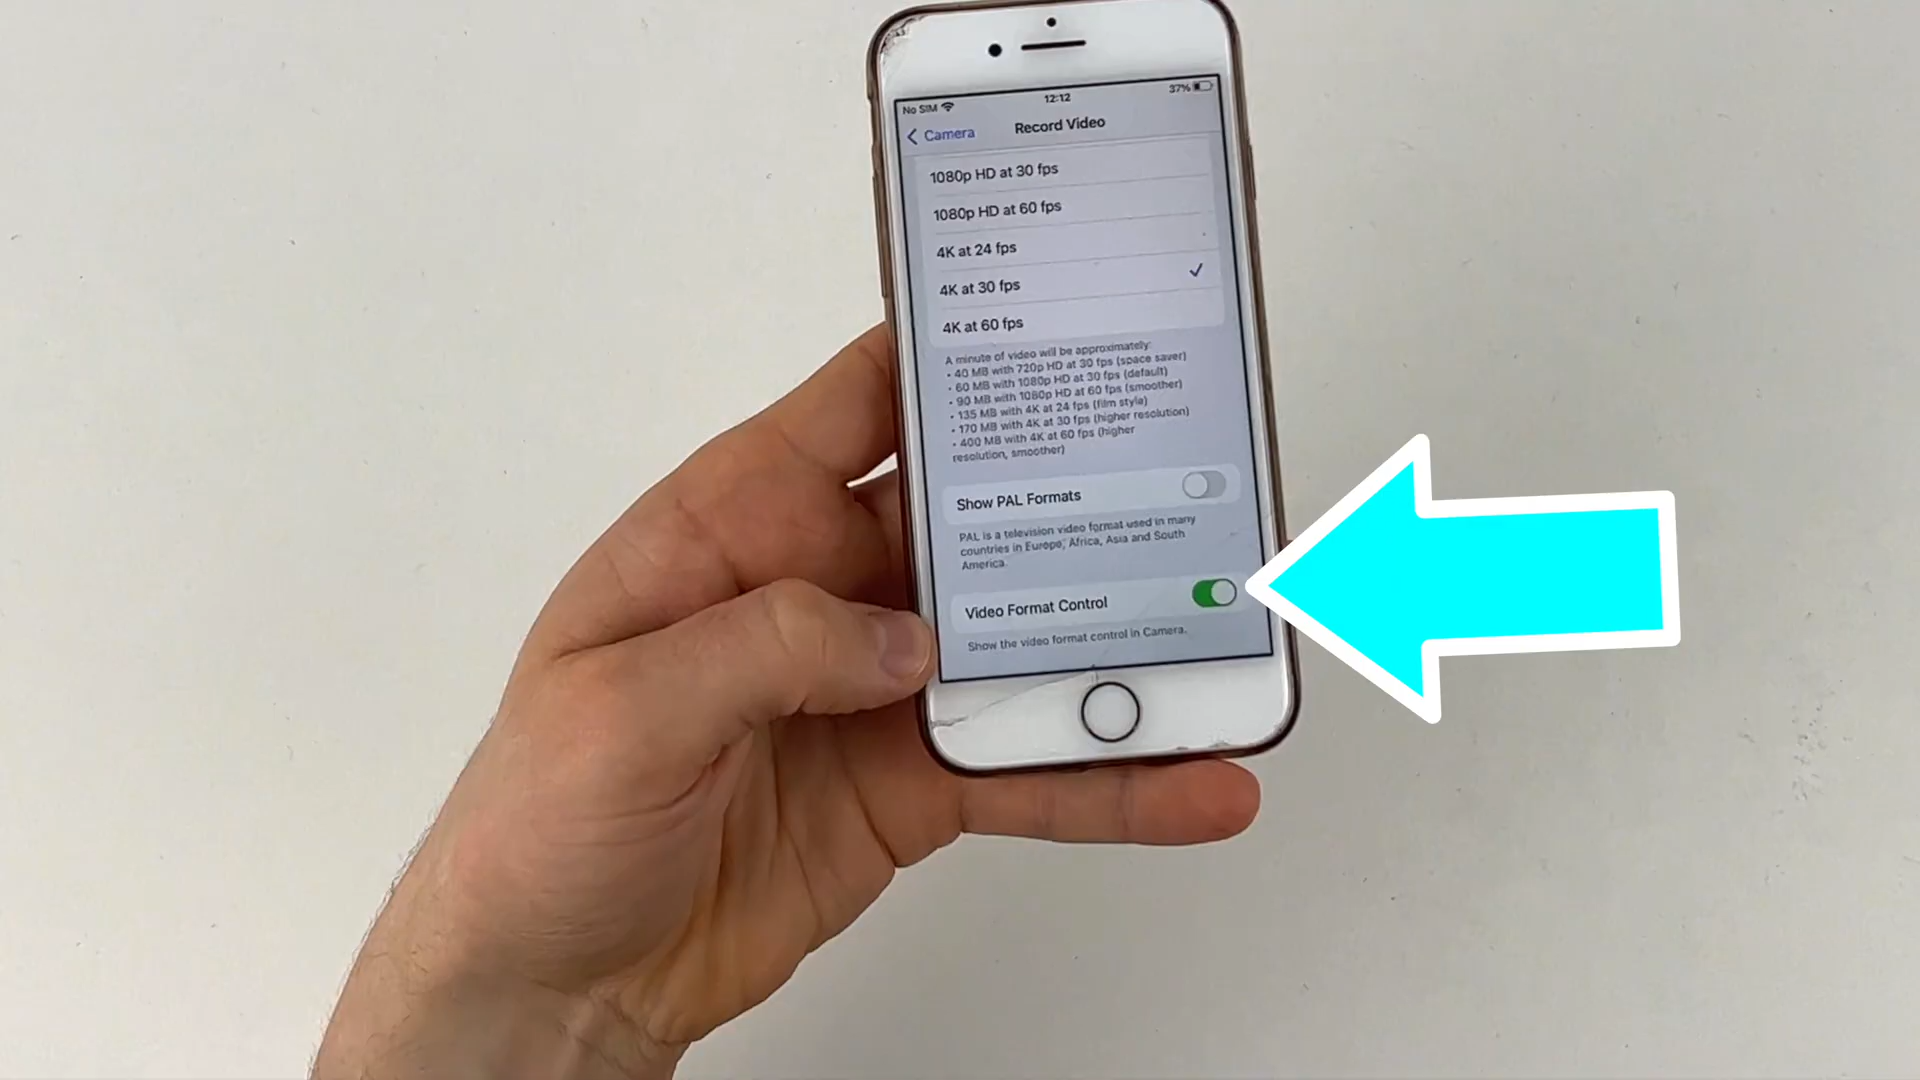 No SIM
12:12
37%
Camera
Record Video
1080p HD at 30 fps
1080p HD at 60 fps
4K at 24 fps
4K at 30 fps
4K at 60 fps
A minute of video will be approximately:
• 40 MB with 720p HD at 30 fps (space saver)
• 60 MB with 1080p HD at 30 fps (default)
• 90 MB with 1080p HD at 60 fps (smoother)
• 135 MB with 4K at 24 fps (film style)
• 170 MB with 4K at 30 fps (higher resolution)
• 400 MB with 4K at 60 fps (higher
resolution, smoother)
Show PAL Formats
PAL is a television video format used in many
countries in Europe, Africa, Asia and South
America.
Video Format Control
Show the video format control in Camera.